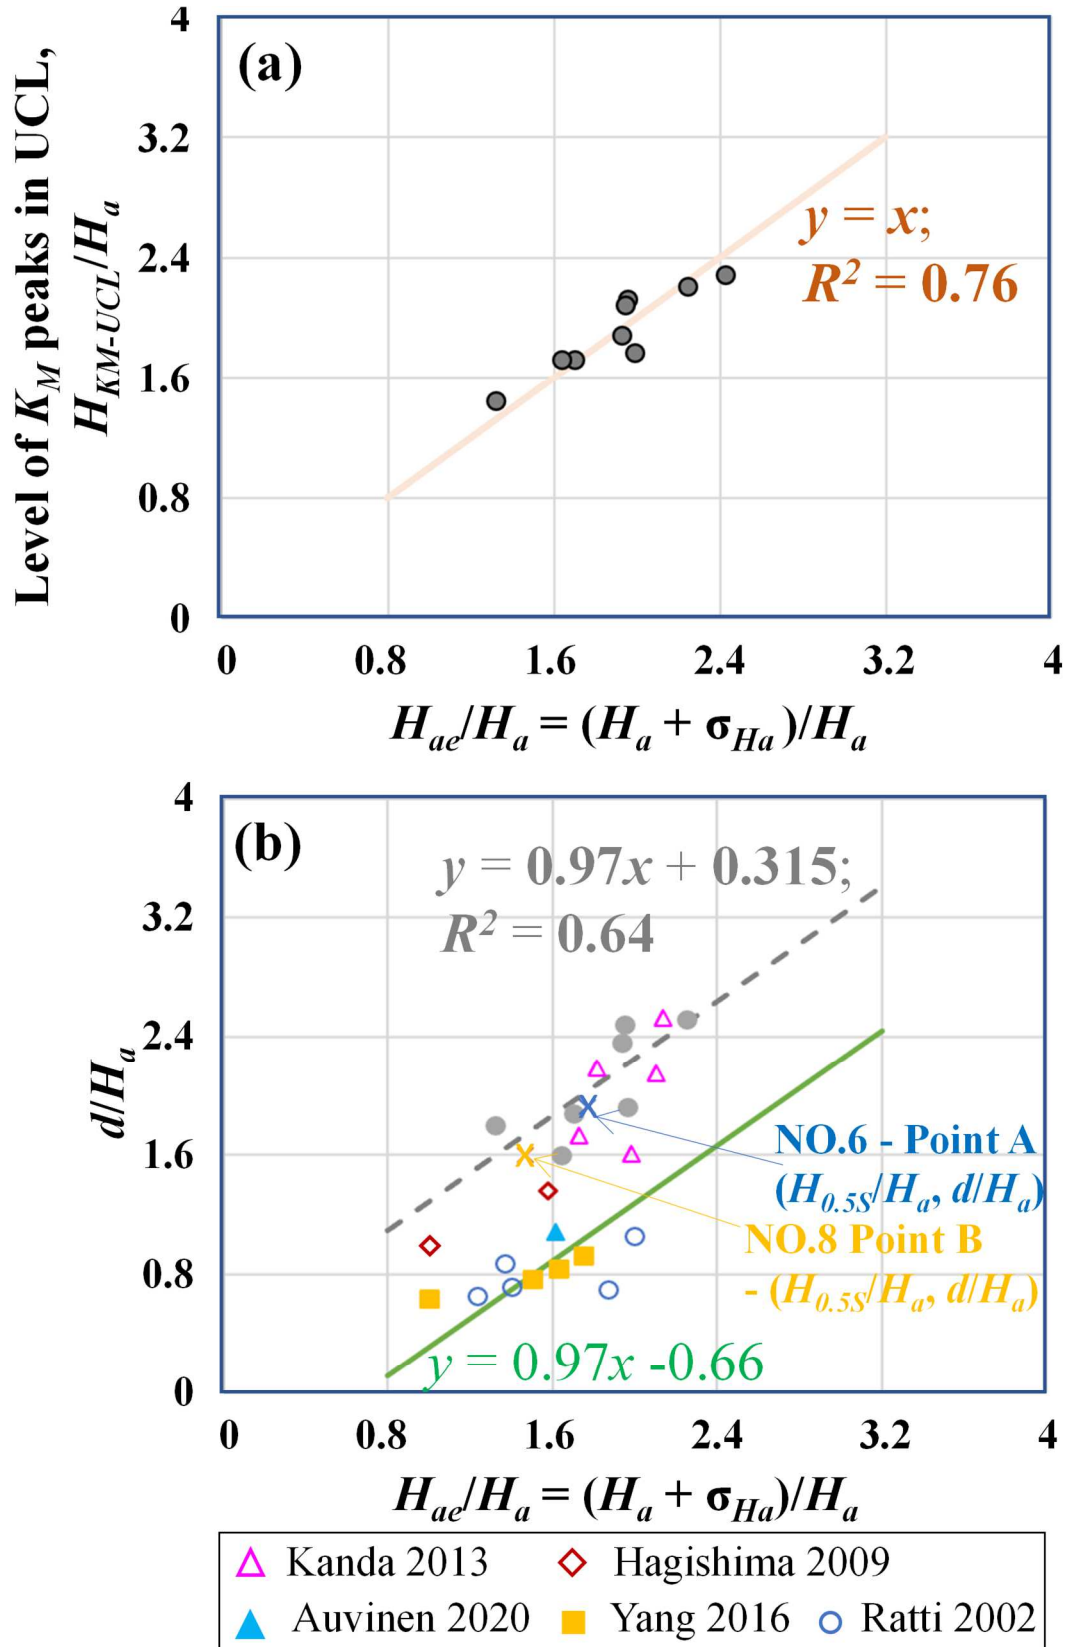 Level of K_M peaks in UCL,
H_KM-UCL/H_a
(a)
4
3.2
2.4
1.6
0.8
0
y = x;
R² = 0.76
0 0.8 1.6 2.4 3.2 4
H_ae/H_a = (H_a + σ_Ha)/H_a
(b)
d/H_a
4
3.2
2.4
1.6
0.8
0
y = 0.97x + 0.315;
R² = 0.64
NO.6 - Point A
(H_0.5S/H_a, d/H_a)
NO.8 Point B
- (H_0.5S/H_a, d/H_a)
y = 0.97x -0.66
0 0.8 1.6 2.4 3.2 4
H_ae/H_a = (H_a + σ_Ha)/H_a
Kanda 2013 Hagishima 2009
Auvinen 2020 Yang 2016 Ratti 2002